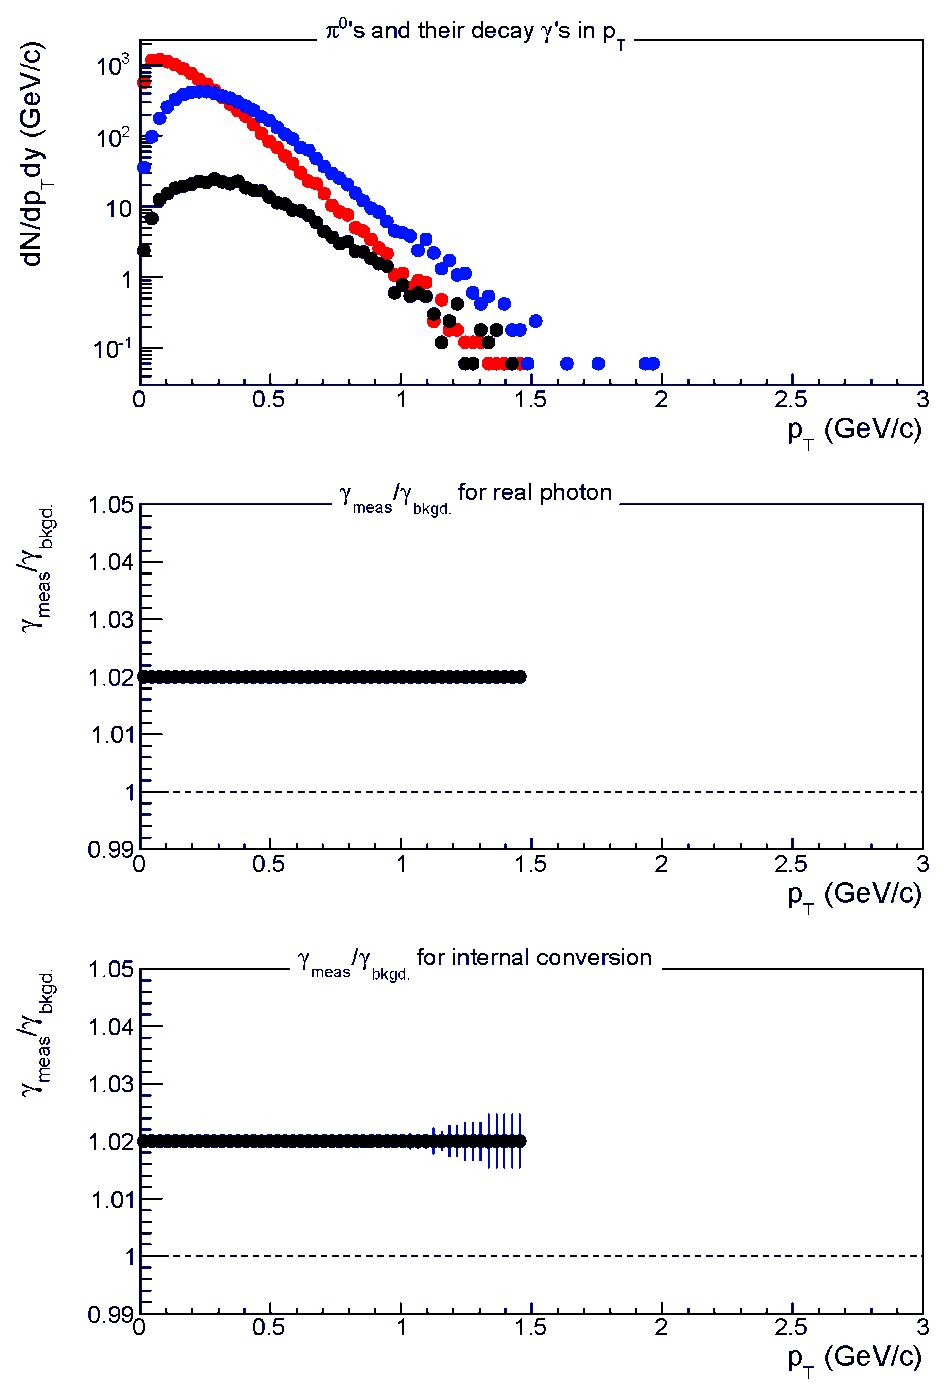 π⁰'s and their decay γ's in p_T
dN/dp_T dy (GeV/c)
10³
10²
10
1
10⁻¹
0 0.5 1 1.5 2 2.5 3
p_T (GeV/c)
γ_meas/γ_bkgd. for real photon
γ_meas/γ_bkgd.
1.05
1.04
1.03
1.02
1.01
1
0.99
0 0.5 1 1.5 2 2.5 3
p_T (GeV/c)
γ_meas/γ_bkgd. for internal conversion
γ_meas/γ_bkgd.
1.05
1.04
1.03
1.02
1.01
1
0.99
0 0.5 1 1.5 2 2.5 3
p_T (GeV/c)